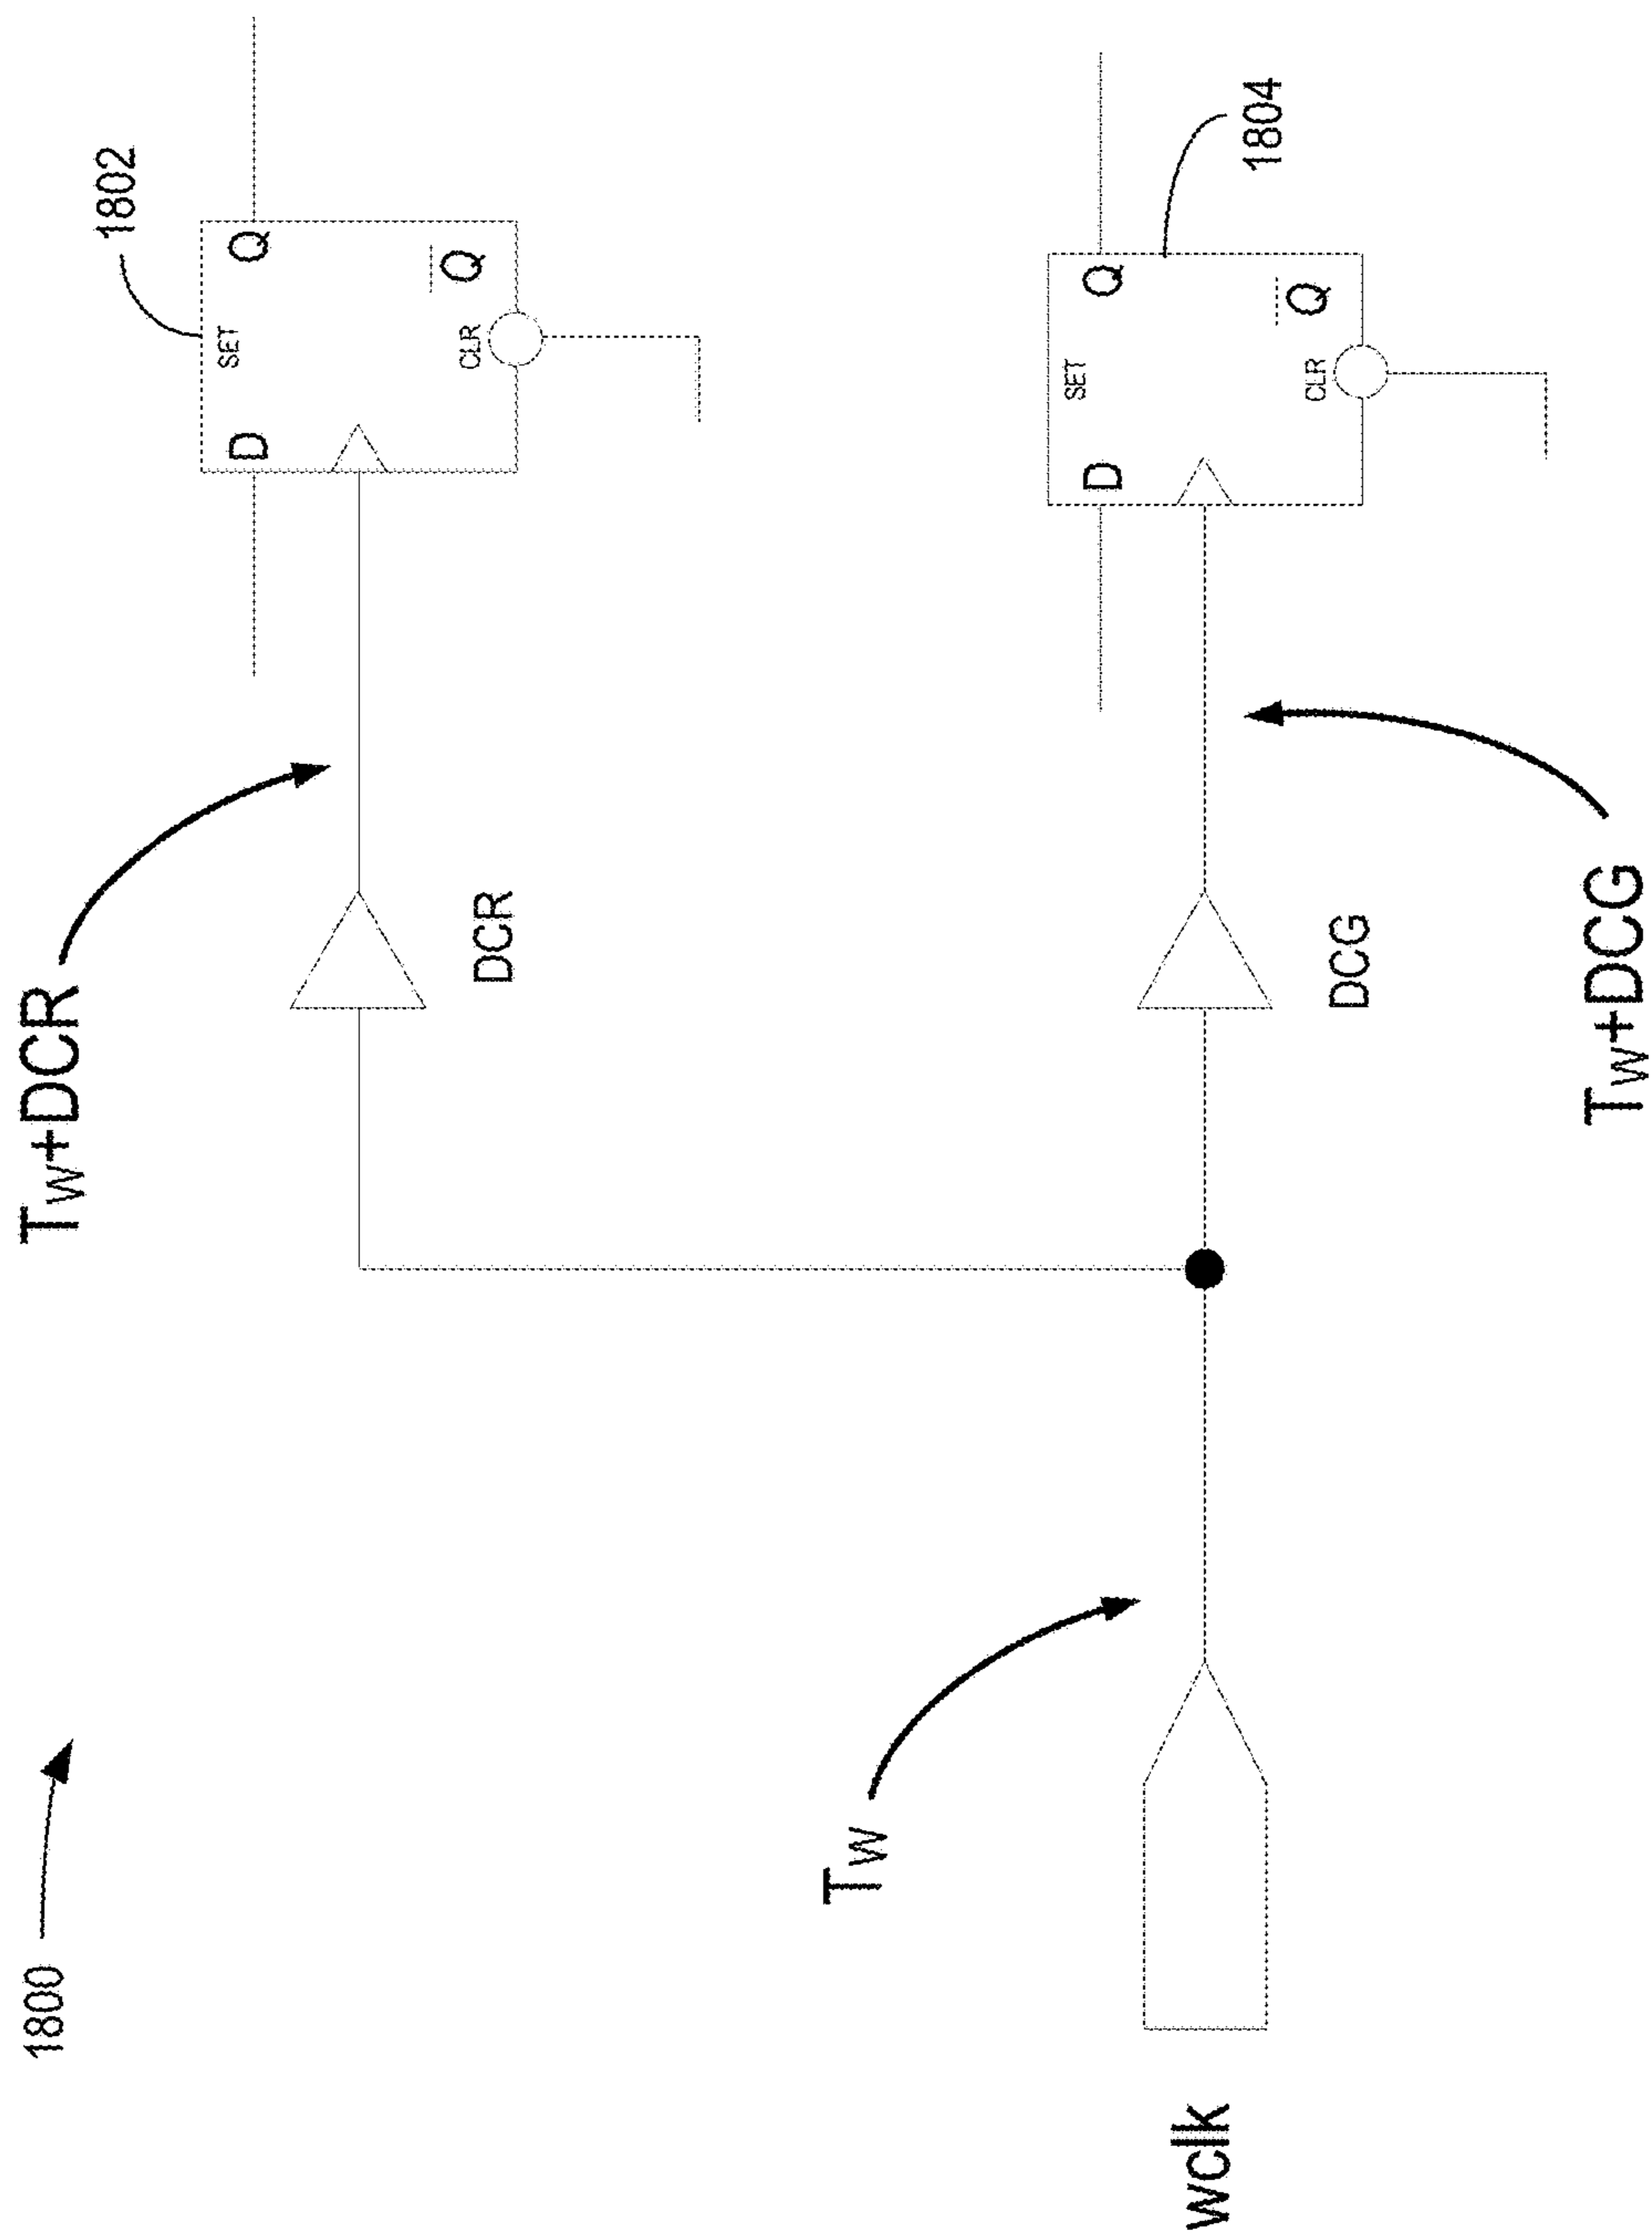 1800
TW+DCR
1802
SET
D
Q
Q
CLR
DCR
TW
wclk
DCG
TW+DCG
SET
D
Q
Q
CLR
1804